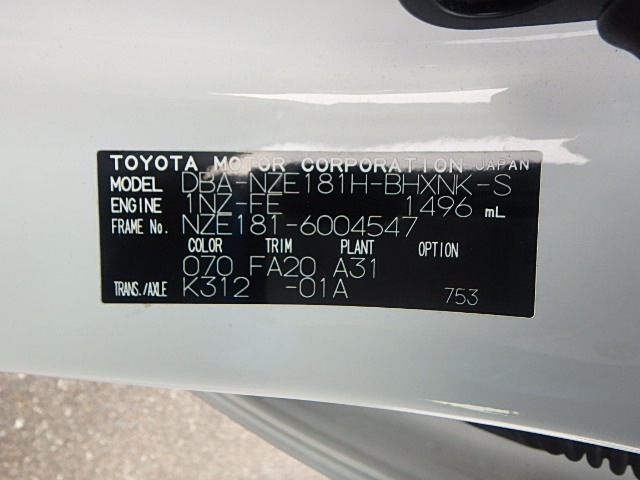 TOYOTA MOTOR CORPORATION JAPAN
MODEL DBA-NZE181H-BHXNK-S
ENGINE 1NZ-FE 1496 mL
FRAME No. NZE181-6004547
COLOR TRIM PLANT OPTION
070 FA20 A31
TRANS./AXLE K312 -01A 753